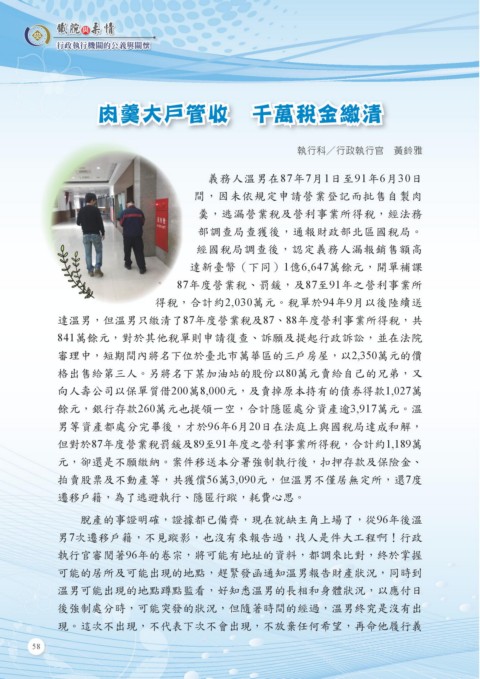 鐵腕與柔情
行政執行機關的公義與關懷
肉羹大戶管收　千萬稅金繳清
執行科／行政執行官　黃鈴雅
義務人溫男在87年7月1日至91年6月30日
間，因未依規定申請營業登記而批售自製肉
羹，逃漏營業稅及營利事業所得稅，經法務
部調查局查獲後，通報財政部北區國稅局。
經國稅局調查後，認定義務人漏報銷售額高
達新臺幣（下同）1億6,647萬餘元，開單補課
87年度營業稅、罰鍰，及87至91年之營利事業所
得稅，合計約2,030萬元。稅單於94年9月以後陸續送
達溫男，但溫男只繳清了87年度營業稅及87、88年度營利事業所得稅，共
841萬餘元，對於其他稅單則申請復查、訴願及提起行政訴訟，並在法院
審理中，短期間內將名下位於臺北市萬華區的三戶房屋，以2,350萬元的價
格出售給第三人。另將名下某加油站的股份以80萬元賣給自己的兄弟，又
向人壽公司以保單質借200萬8,000元，及賣掉原本持有的債券得款1,027萬
餘元，銀行存款260萬元也提領一空，合計隱匿處分資產逾3,917萬元。溫
男等資產都處分完畢後，才於96年6月20日在法庭上與國稅局達成和解，
但對於87年度營業稅罰鍰及89至91年度之營利事業所得稅，合計約1,189萬
元，卻還是不願繳納。案件移送本分署強制執行後，扣押存款及保險金、
拍賣股票及不動產等，共獲償56萬3,090元，但溫男不僅居無定所，還7度
遷移戶籍，為了逃避執行、隱匿行蹤，耗費心思。
脫產的事證明確，證據都已備齊，現在就缺主角上場了，從96年後溫
男7次遷移戶籍，不見蹤影，也沒有來報告過，找人是件大工程啊！行政
執行官審閱著96年的卷宗，將可能有地址的資料，都調來比對，終於掌握
可能的居所及可能出現的地點，趕緊發函通知溫男報告財產狀況，同時到
溫男可能出現的地點蹲點監看，好知悉溫男的長相和身體狀況，以應付日
後強制處分時，可能突發的狀況，但隨著時間的經過，溫男終究是沒有出
現。這次不出現，不代表下次不會出現，不放棄任何希望，再命他履行義
58